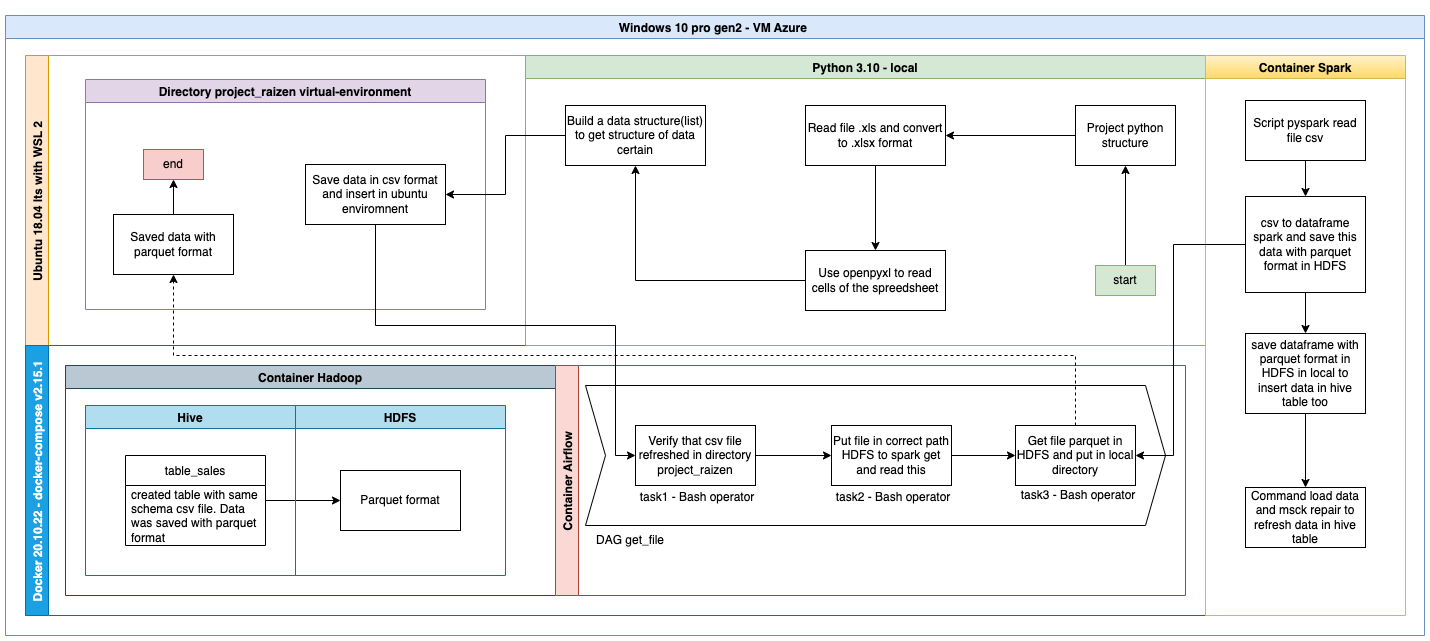 Windows 10 pro gen2 - VM Azure
Ubuntu 18.04 lts with WSL 2
Directory project_raizen virtual-environment
end
Saved data with
parquet format
Save data in csv format
and insert in ubuntu
enviromnent
Python 3.10 - local
Build a data structure(list)
to get structure of data
certain
Read file .xls and convert
to .xlsx format
Project python
structure
Use openpyxl to read
cells of the spreedsheet
start
Container Spark
Script pyspark read
file csv
csv to dataframe
spark and save this
data with parquet
format in HDFS
save dataframe with
parquet format in
HDFS in local to
insert data in hive
table too
Command load data
and msck repair to
refresh data in hive
table
Docker 20.10.22 - docker-compose v2.15.1
Container Hadoop
Hive
HDFS
table_sales
created table with same
schema csv file. Data
was saved with parquet
format
Parquet format
Container Airflow
Verify that csv file
refreshed in directory
project_raizen
task1 - Bash operator
Put file in correct path
HDFS to spark get
and read this
task2 - Bash operator
Get file parquet in
HDFS and put in local
directory
task3 - Bash operator
DAG get_file